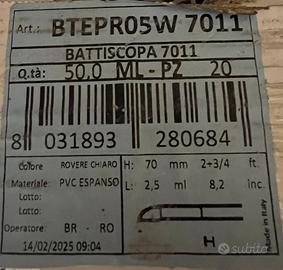 Art.: BTEPR05W 7011
BATTISCOPA 7011
Q.tà: 50,0 ML - PZ 20
8 031893 280684
Colore ROVERE CHIARO H: 70 mm 2+3/4 ft.
Materiale: PVC ESPANSO L: 2,5 ml 8,2 inc.
Lotto:
Lotto:
Operatore: BR - RO
14/02/2025 09:04
H
Made in Italy
subito